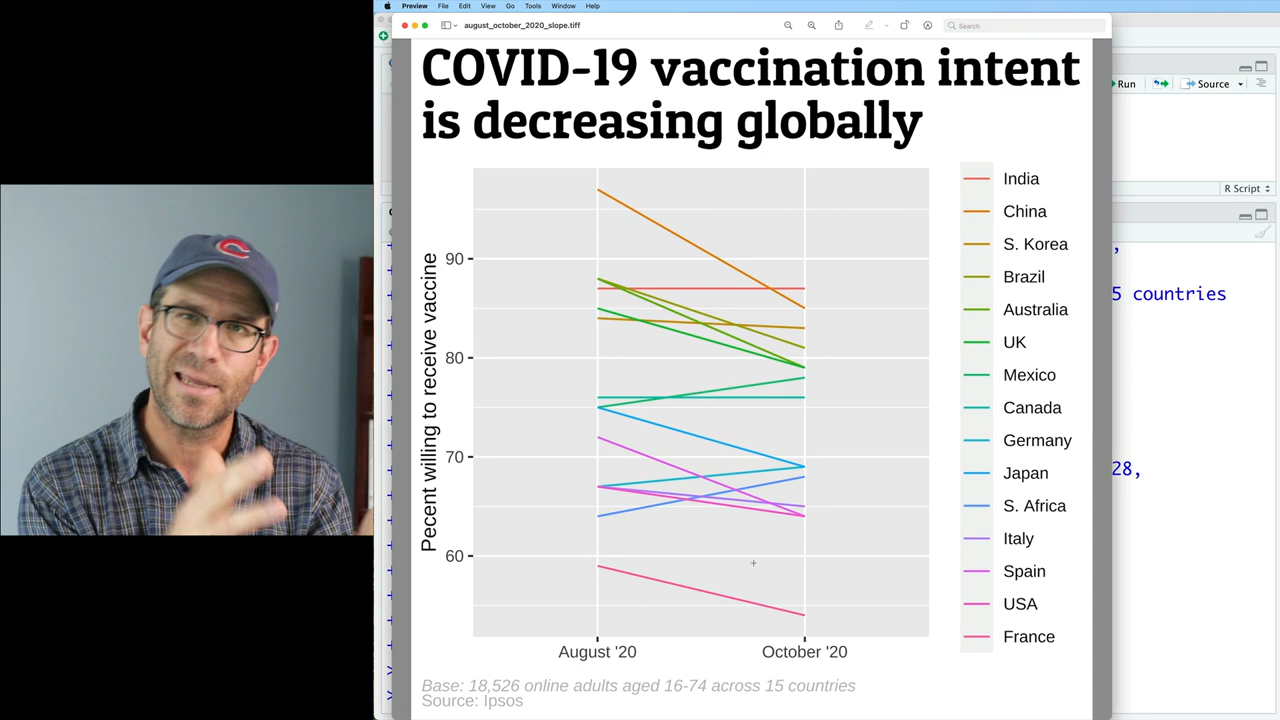 Preview File Edit View Go Tools Window Help
august_october_2020_slope.tiff
Search
COVID-19 vaccination intent
is decreasing globally
Run
Source
R Script
5 countries
28,
Pecent willing to receive vaccine
90
80
70
60
August '20
October '20
India
China
S. Korea
Brazil
Australia
UK
Mexico
Canada
Germany
Japan
S. Africa
Italy
Spain
USA
France
Base: 18,526 online adults aged 16-74 across 15 countries
Source: Ipsos
C